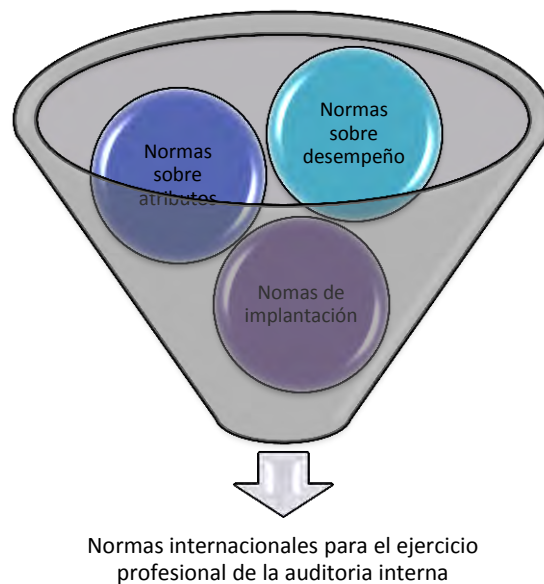 Normas
sobre
desempeño
Normas
sobre
atributos
Nomas de
implantación
Normas internacionales para el ejercicio
profesional de la auditoria interna